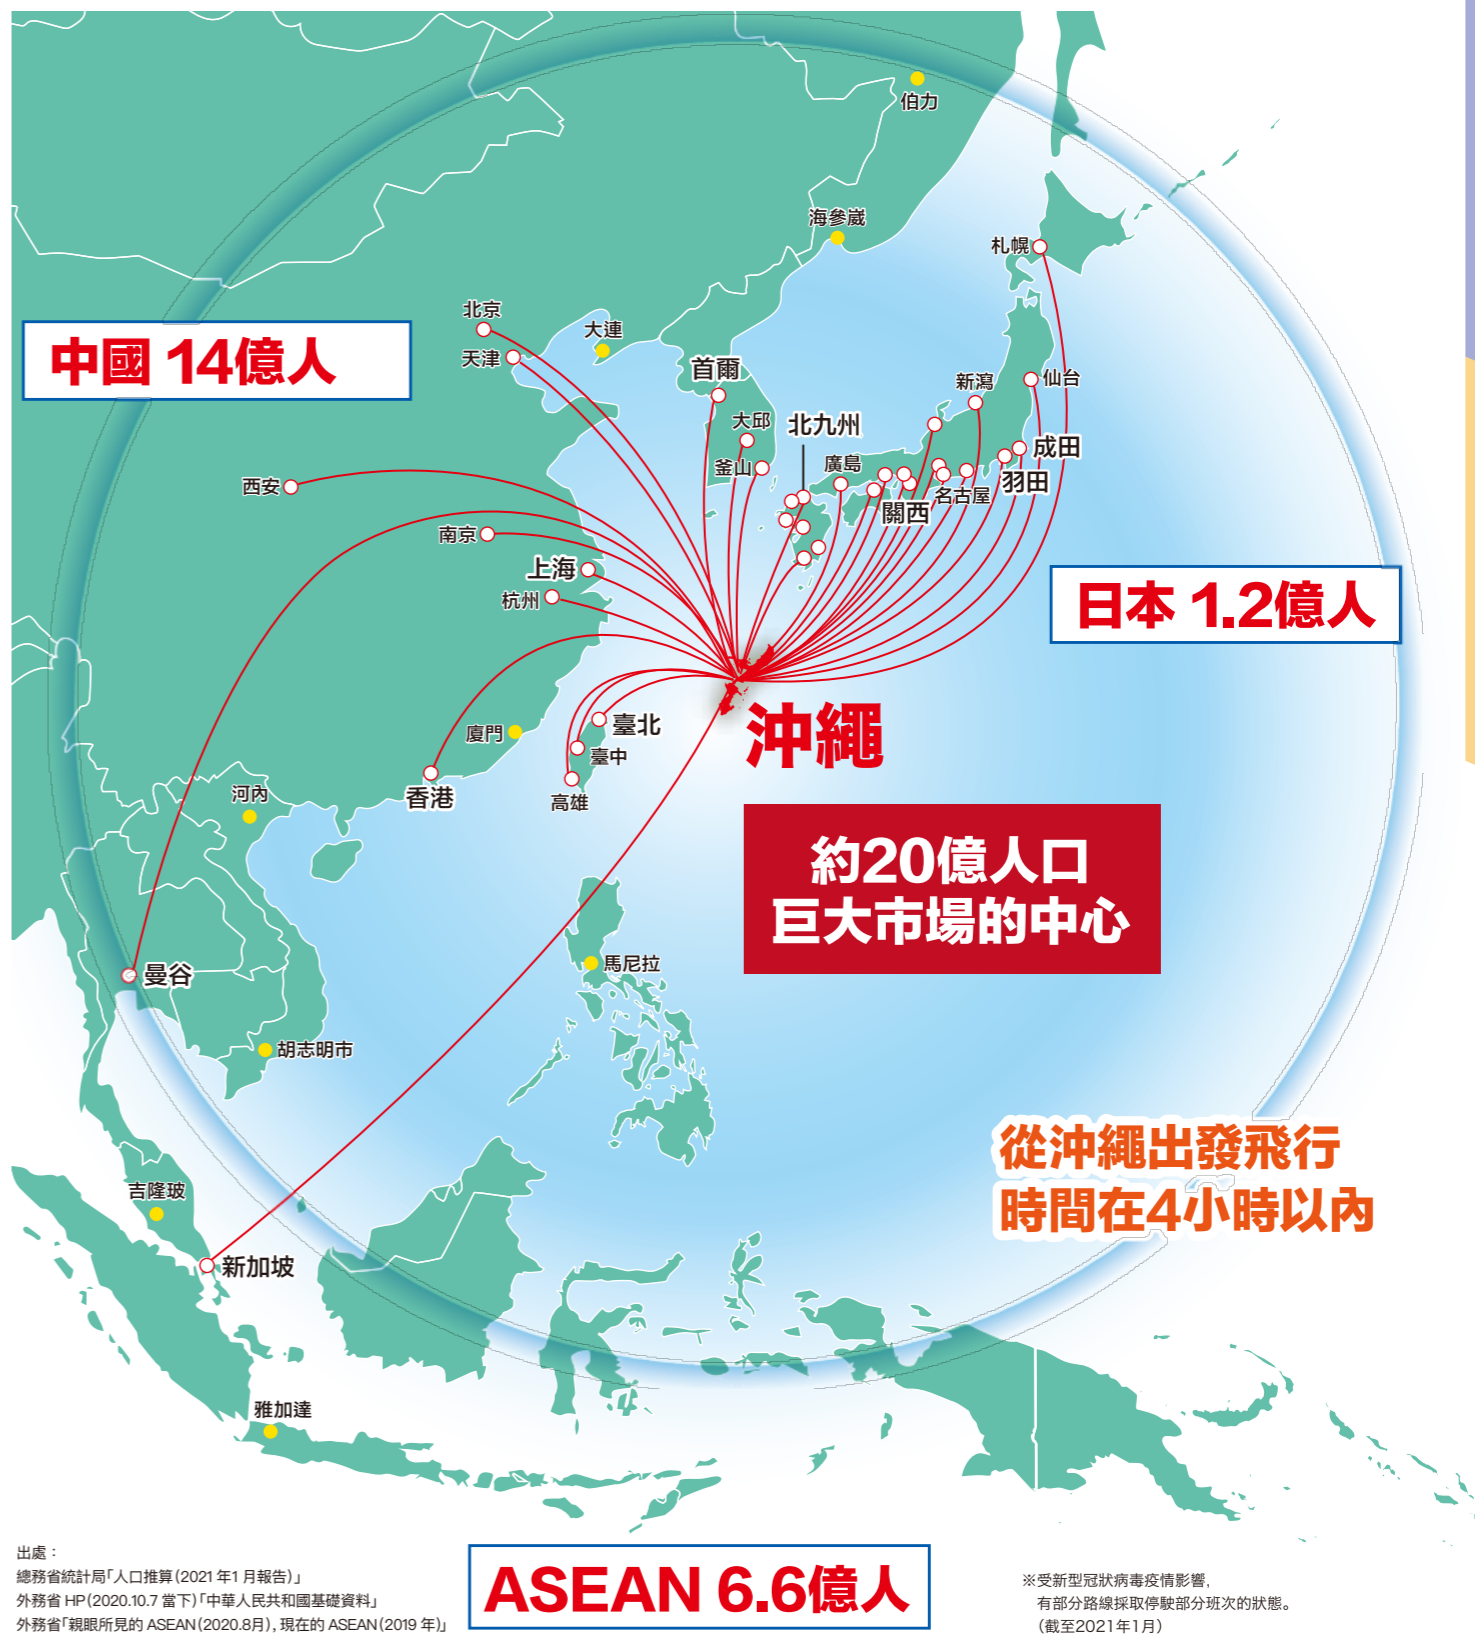 伯力
海參崴
札幌
北京
天津
大連
中國 14億人
首爾
大邱
釜山
北九州
廣島
新瀉
仙台
成田
羽田
名古屋
關西
西安
南京
上海
杭州
日本 1.2億人
沖繩
臺北
臺中
高雄
廈門
香港
河內
約20億人口
巨大市場的中心
曼谷
馬尼拉
胡志明市
從沖繩出發飛行
時間在4小時以內
吉隆玻
新加坡
雅加達
出處：
總務省統計局「人口推算(2021年1月報告)」
外務省 HP(2020.10.7 當下)「中華人民共和國基礎資料」
外務省「親眼所見的 ASEAN(2020.8月), 現在的 ASEAN(2019 年)」
ASEAN 6.6億人
※受新型冠狀病毒疫情影響,
有部分路線採取停駛部分班次的狀態。
(截至2021年1月)